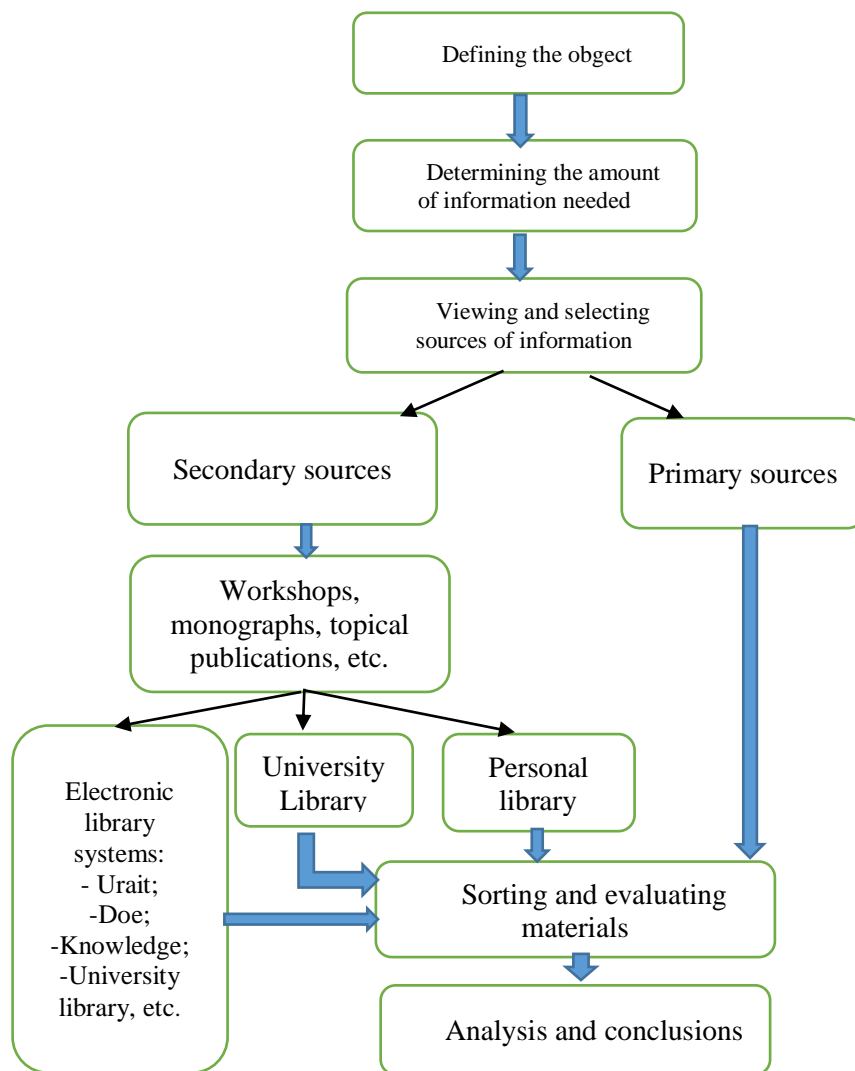 Defining the obgect
Determining the amount
of information needed
Viewing and selecting
sources of information
Secondary sources
Primary sources
Workshops,
monographs, topical
publications, etc.
Electronic
library
systems:
- Urait;
-Doe;
-Knowledge;
-University
library, etc.
University
Library
Personal
library
Sorting and evaluating
materials
Analysis and conclusions